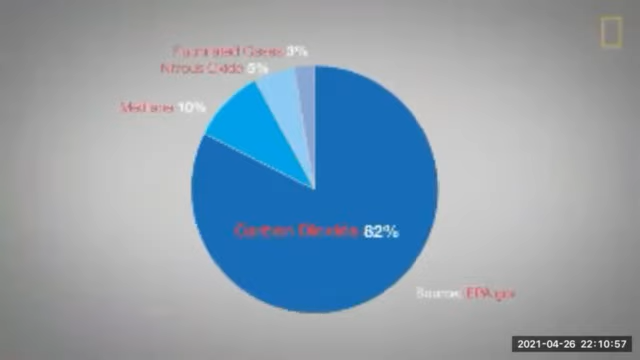 Fluorinated Gases 3%
Nitrous Oxide 5%
Methane 10%
Carbon Dioxide 82%
Source: EPA.gov
2021-04-26 22:10:57